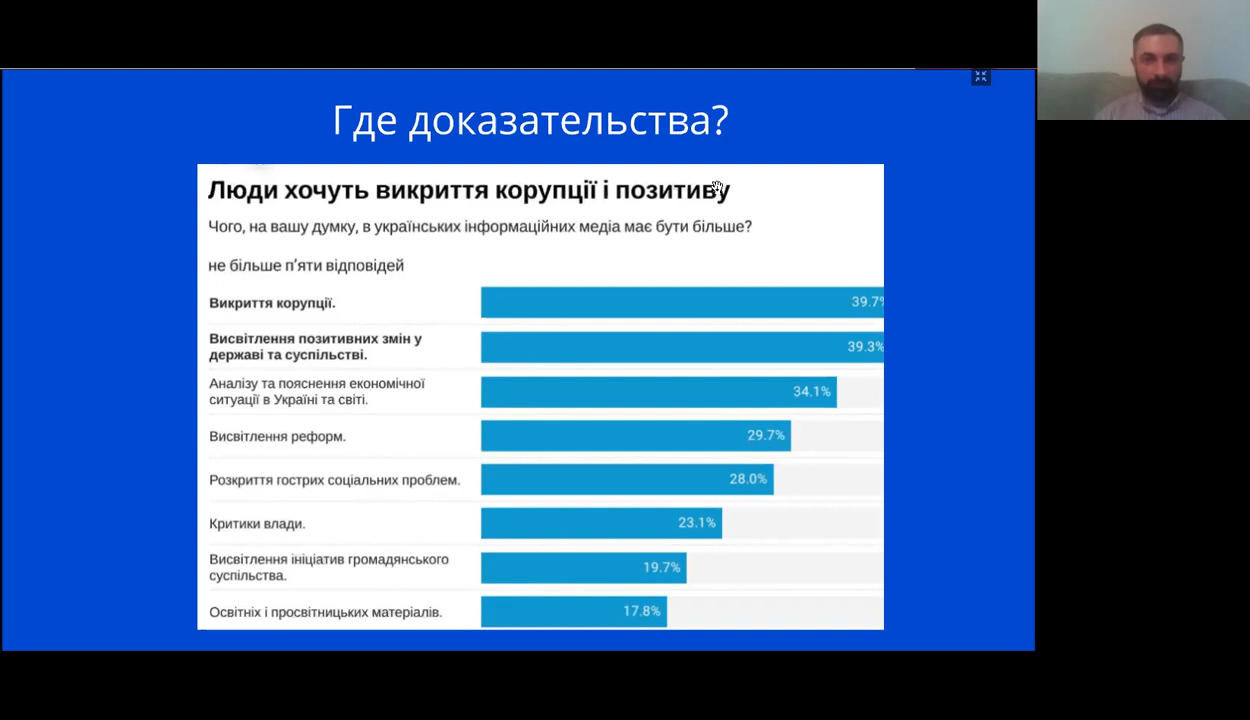 Где доказательства?
Люди хочуть викриття корупції і позитиву
Чого, на вашу думку, в українських інформаційних медіа має бути більше?
не більше п'яти відповідей
Викриття корупції.
39.7%
Висвітлення позитивних змін у
державі та суспільстві.
39.3%
Аналізу та пояснення економічної
ситуації в Україні та світі.
34.1%
Висвітлення реформ.
29.7%
Розкриття гострих соціальних проблем.
28.0%
Критики влади.
23.1%
Висвітлення ініціатив громадянського
суспільства.
19.7%
Освітніх і просвітницьких матеріалів.
17.8%